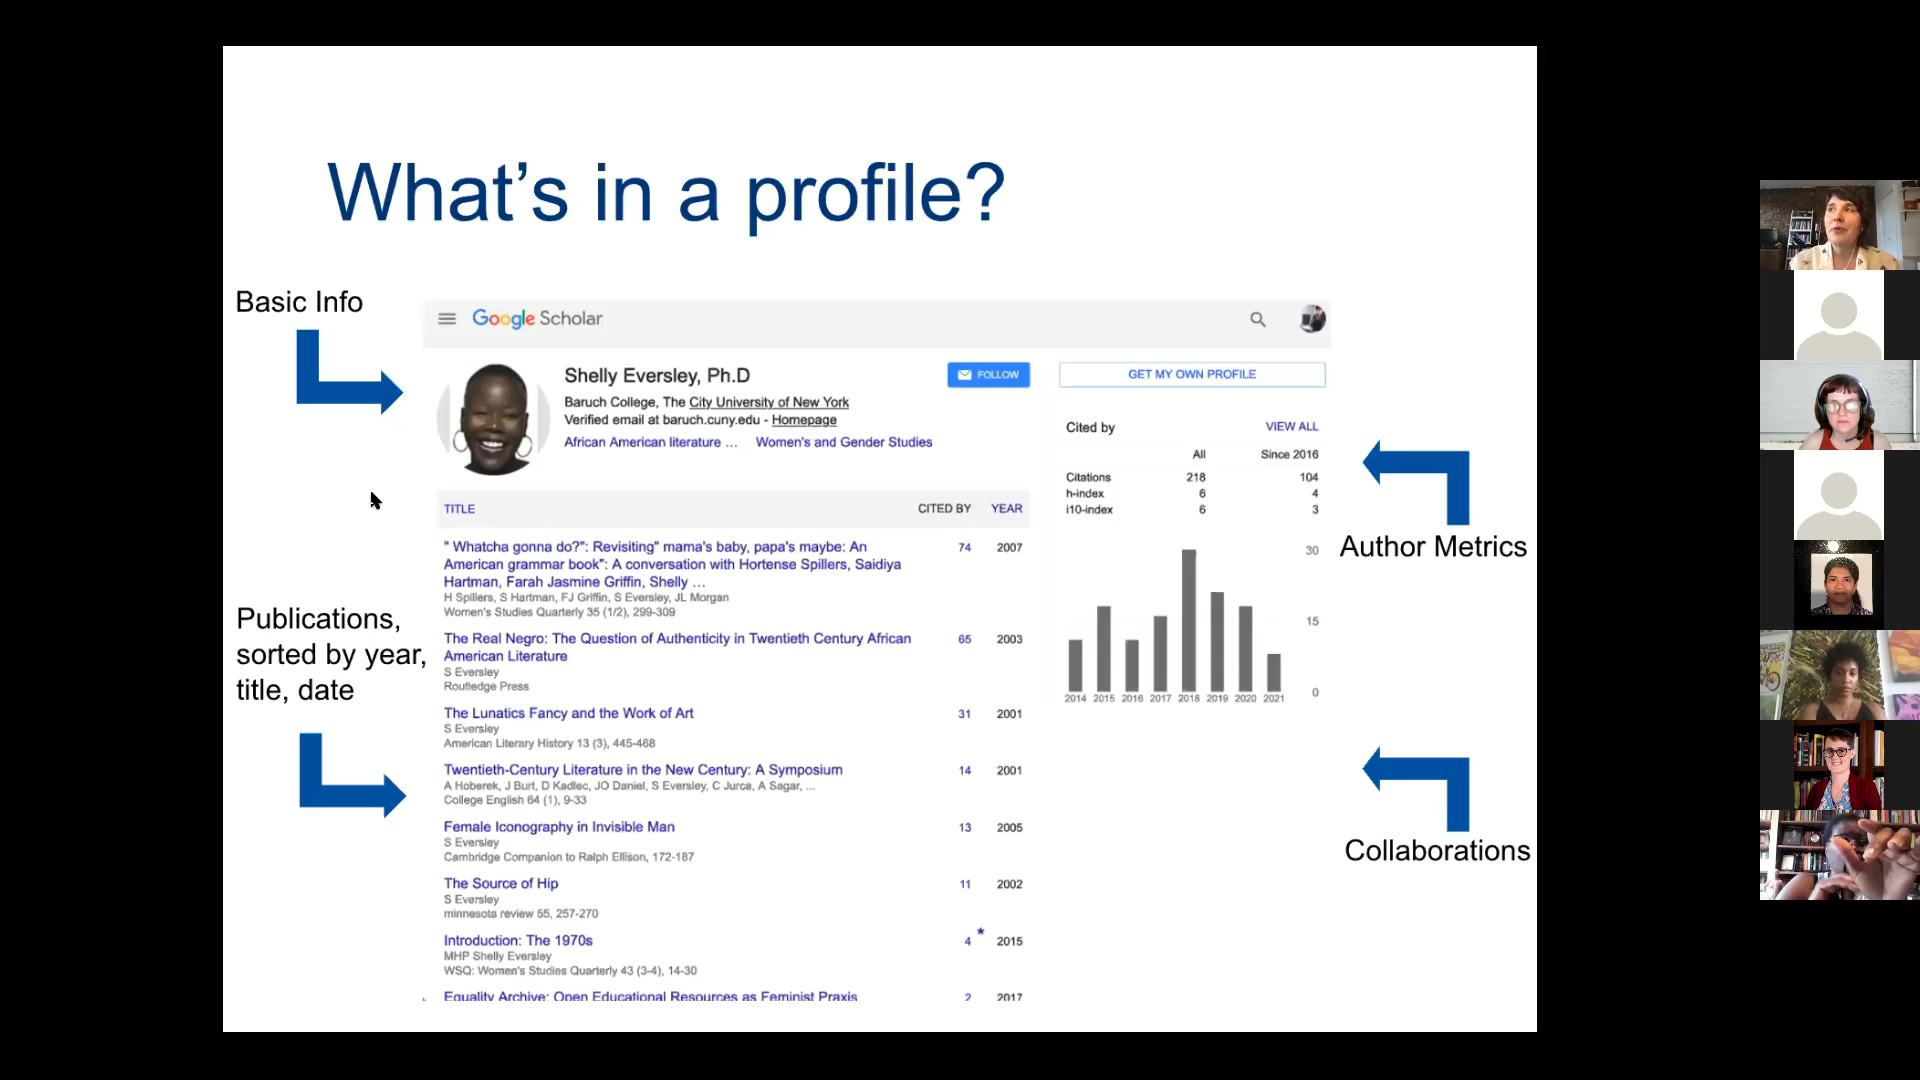 What's in a profile?
Basic Info
Google Scholar
Shelly Eversley, Ph.D
FOLLOW
Baruch College, The City University of New York
Verified email at baruch.cuny.edu - Homepage
African American literature ... Women's and Gender Studies
GET MY OWN PROFILE
Cited by VIEW ALL
All Since 2016
Citations 218 104
h-index 6 4
i10-index 6 3
30
15
0
2014 2015 2016 2017 2018 2019 2020 2021
Author Metrics
Collaborations
Publications,
sorted by year,
title, date
TITLE CITED BY YEAR
" Whatcha gonna do?": Revisiting" mama's baby, papa's maybe: An 74 2007
American grammar book": A conversation with Hortense Spillers, Saidiya
Hartman, Farah Jasmine Griffin, Shelly ...
H Spillers, S Hartman, FJ Griffin, S Eversley, JL Morgan
Women's Studies Quarterly 35 (1/2), 299-309
The Real Negro: The Question of Authenticity in Twentieth Century African 65 2003
American Literature
S Eversley
Routledge Press
The Lunatics Fancy and the Work of Art 31 2001
S Eversley
American Literary History 13 (3), 445-468
Twentieth-Century Literature in the New Century: A Symposium 14 2001
A Hoberek, J Burt, D Kadlec, JO Daniel, S Eversley, C Jurca, A Sagar, ...
College English 64 (1), 9-33
Female Iconography in Invisible Man 13 2005
S Eversley
Cambridge Companion to Ralph Ellison, 172-187
The Source of Hip 11 2002
S Eversley
minnesota review 55, 257-270
Introduction: The 1970s 4 * 2015
MHP Shelly Eversley
WSQ: Women's Studies Quarterly 43 (3-4), 14-30
Equality Archive: Open Educational Resources as Feminist Praxis 2 2017